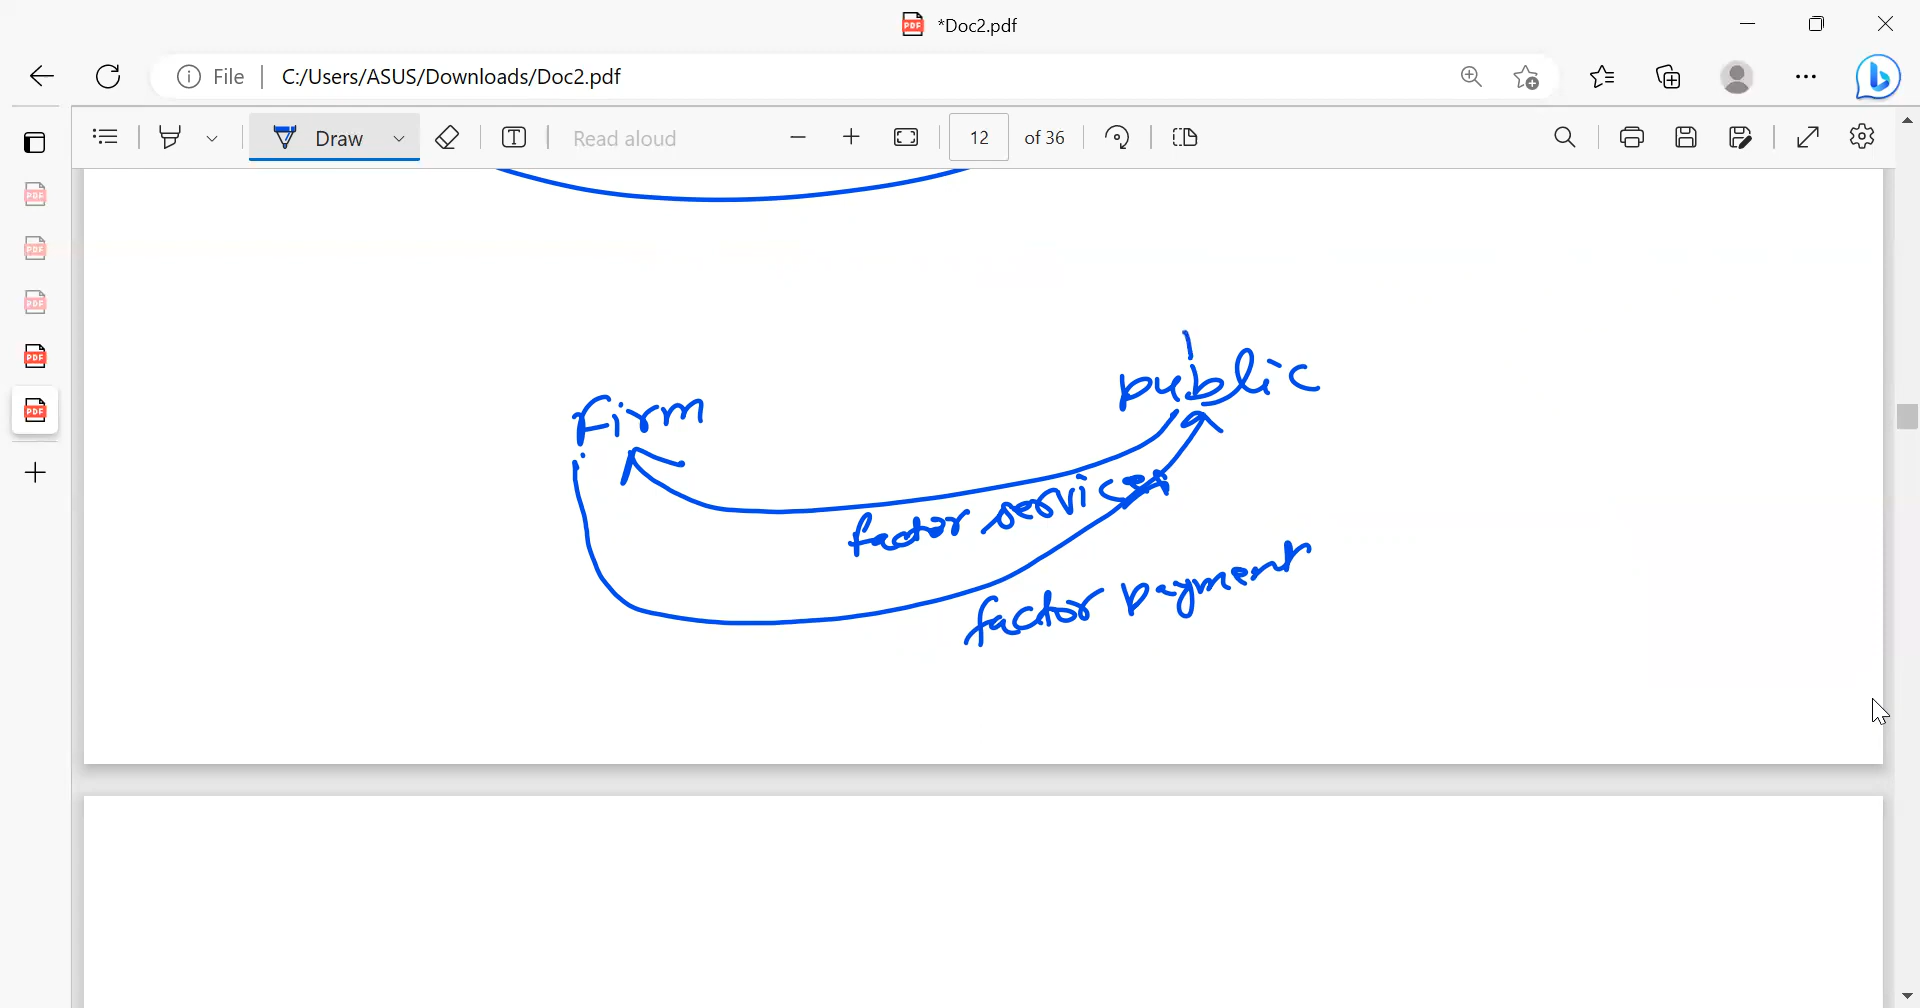 *Doc2.pdf
File
C:/Users/ASUS/Downloads/Doc2.pdf
Draw
Read aloud
12 of 36
Firm
public
factor services
factor payment